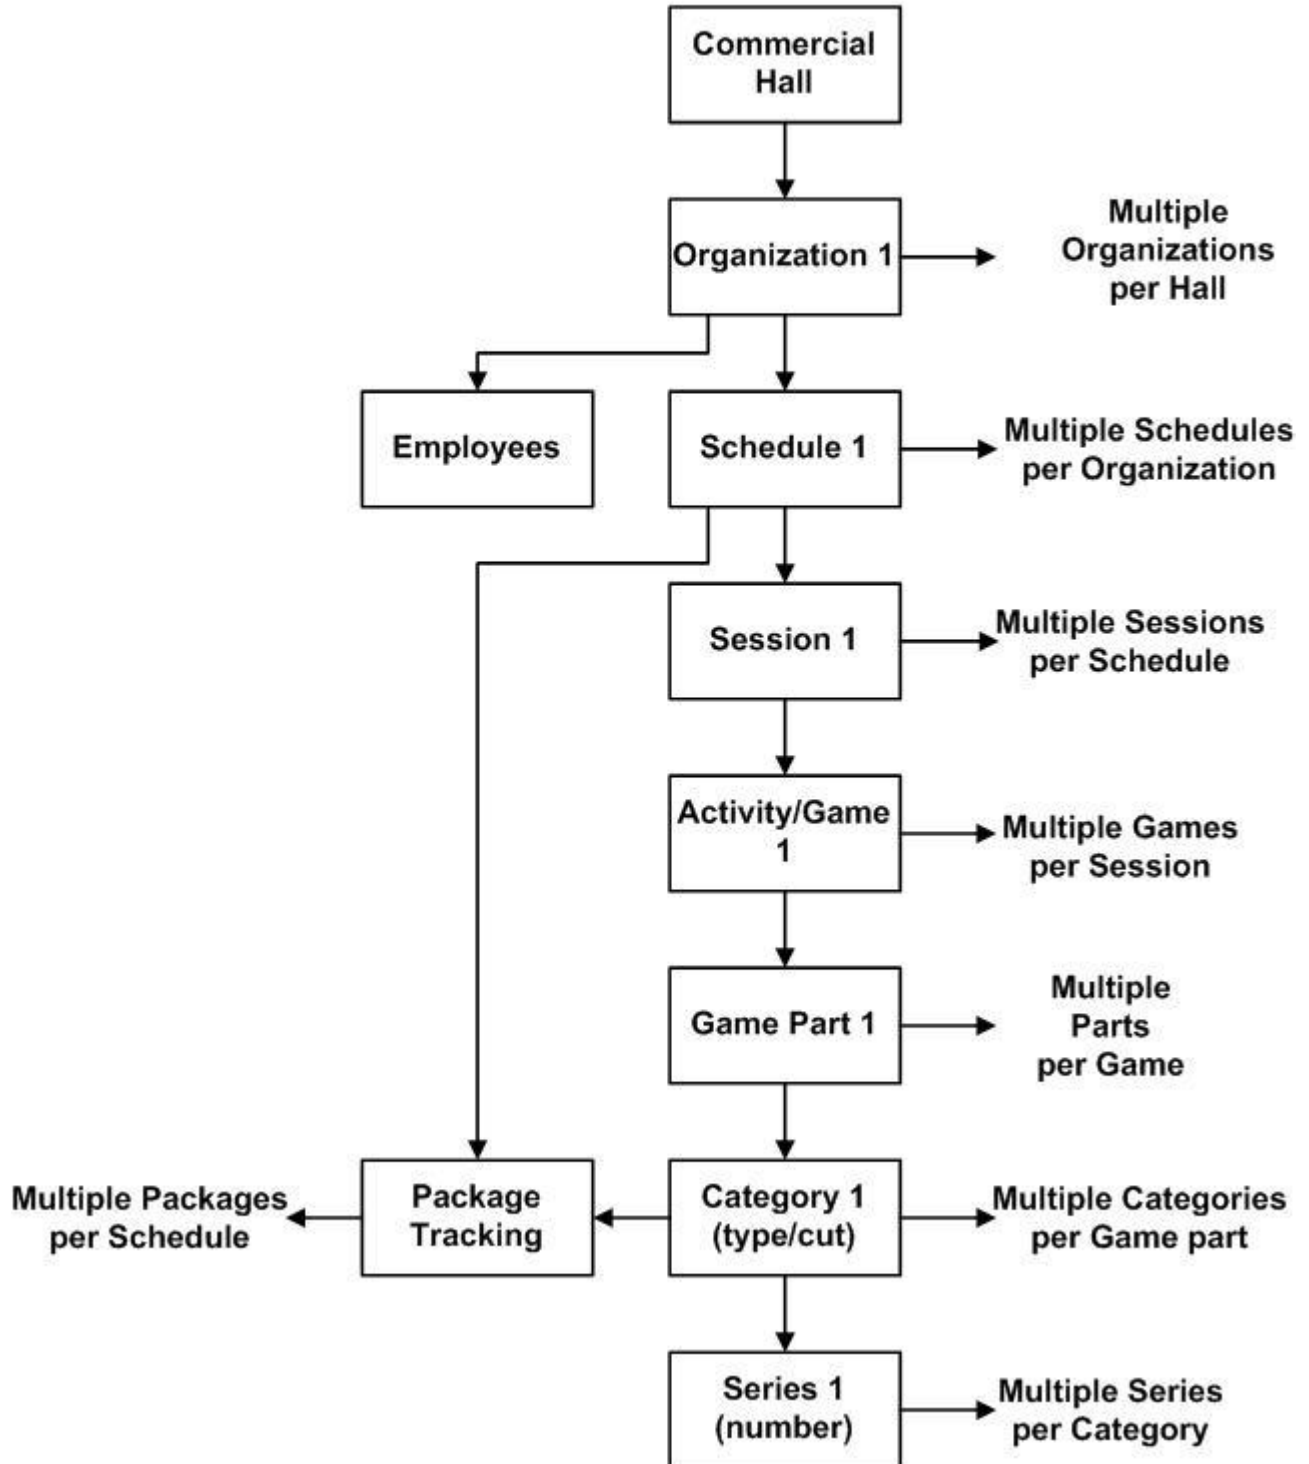 Commercial
Hall
Organization 1
Multiple
Organizations
per Hall
Employees
Schedule 1
Multiple Schedules
per Organization
Session 1
Multiple Sessions
per Schedule
Activity/Game
1
Multiple Games
per Session
Game Part 1
Multiple
Parts
per Game
Multiple Packages
per Schedule
Package
Tracking
Category 1
(type/cut)
Multiple Categories
per Game part
Series 1
(number)
Multiple Series
per Category